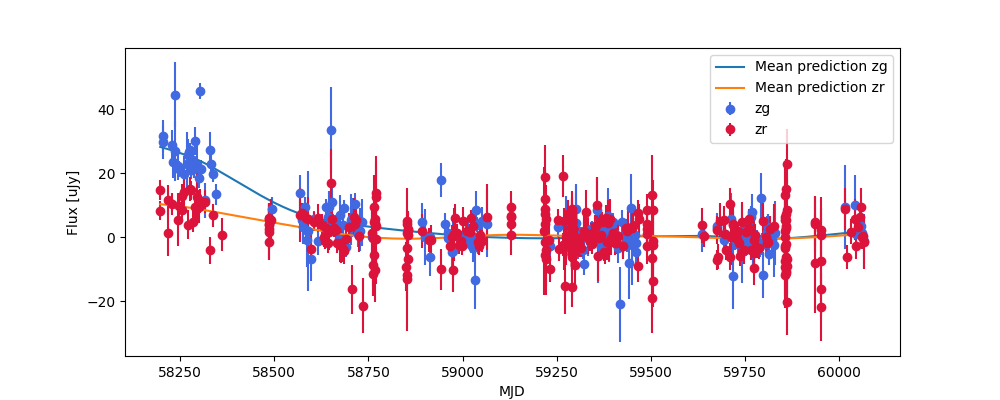 Mean prediction zg
Mean prediction zr
zg
zr
Flux [uJy]
40
20
0
−20
58250 58500 58750 59000 59250 59500 59750 60000
MJD